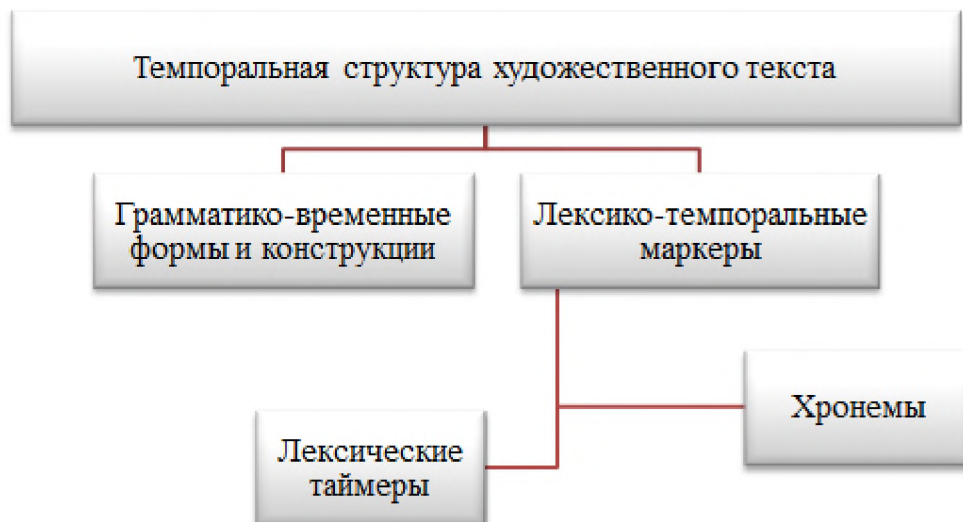 Темпоральная структура художественного текста
Грамматико-временные
формы и конструкции
Лексико-темпоральные
маркеры
Хронемы
Лексические
таймеры